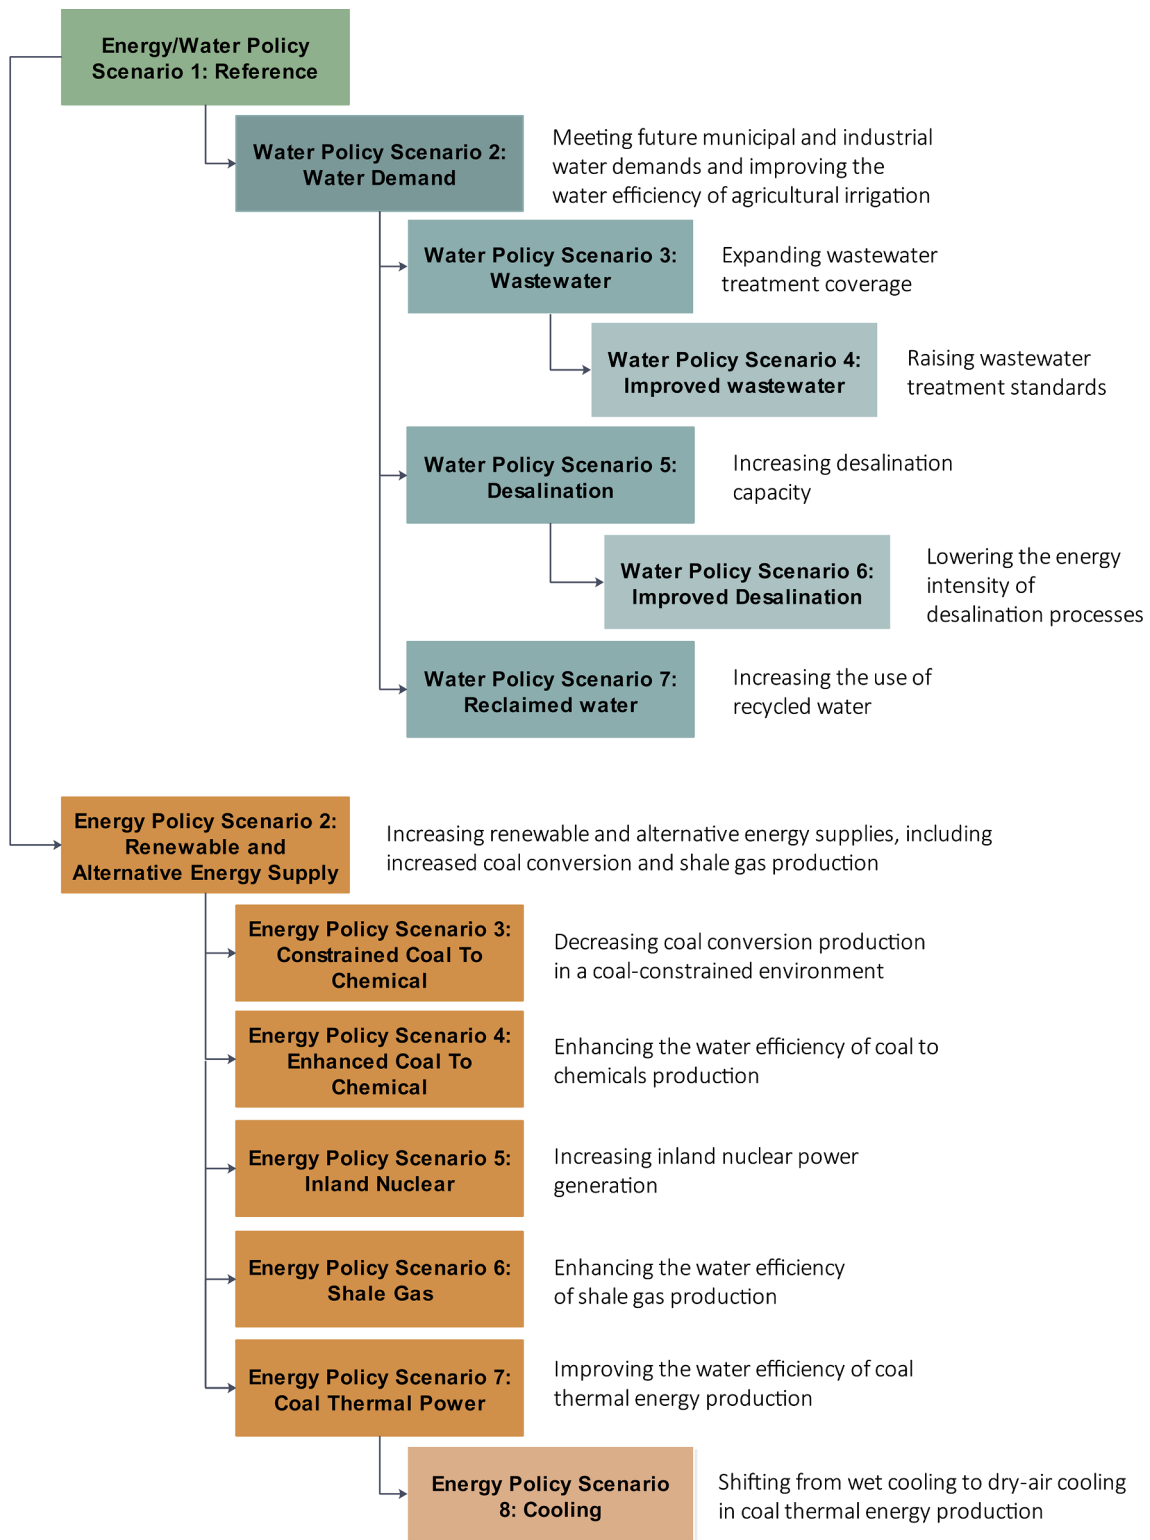 Energy/Water Policy
Scenario 1: Reference
Water Policy Scenario 2:
Water Demand
Meeting future municipal and industrial
water demands and improving the
water efficiency of agricultural irrigation
Water Policy Scenario 3:
Wastewater
Expanding wastewater
treatment coverage
Water Policy Scenario 4:
Improved wastewater
Raising wastewater
treatment standards
Water Policy Scenario 5:
Desalination
Increasing desalination
capacity
Water Policy Scenario 6:
Improved Desalination
Lowering the energy
intensity of
desalination processes
Water Policy Scenario 7:
Reclaimed water
Increasing the use of
recycled water
Energy Policy Scenario 2:
Renewable and
Alternative Energy Supply
Increasing renewable and alternative energy supplies, including
increased coal conversion and shale gas production
Energy Policy Scenario 3:
Constrained Coal To
Chemical
Decreasing coal conversion production
in a coal-constrained environment
Energy Policy Scenario 4:
Enhanced Coal To
Chemical
Enhancing the water efficiency of coal to
chemicals production
Energy Policy Scenario 5:
Inland Nuclear
Increasing inland nuclear power
generation
Energy Policy Scenario 6:
Shale Gas
Enhancing the water efficiency
of shale gas production
Energy Policy Scenario 7:
Coal Thermal Power
Improving the water efficiency of coal
thermal energy production
Energy Policy Scenario
8: Cooling
Shifting from wet cooling to dry-air cooling
in coal thermal energy production